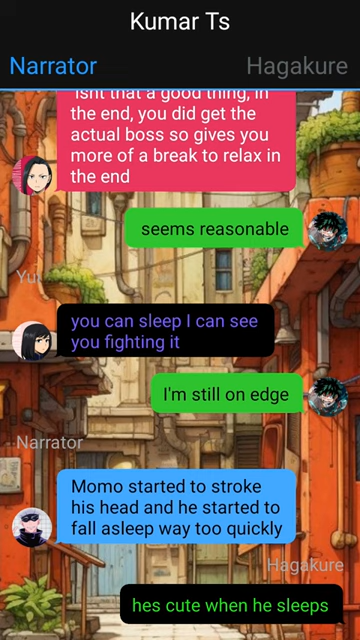 Kumar Ts
Narrator
Hagakure
isnt that a good thing, in
the end, you did get the
actual boss so gives you
more of a break to relax in
the end
seems reasonable
Yui
you can sleep I can see
you fighting it
I'm still on edge
Narrator
Momo started to stroke
his head and he started to
fall asleep way too quickly
Hagakure
hes cute when he sleeps